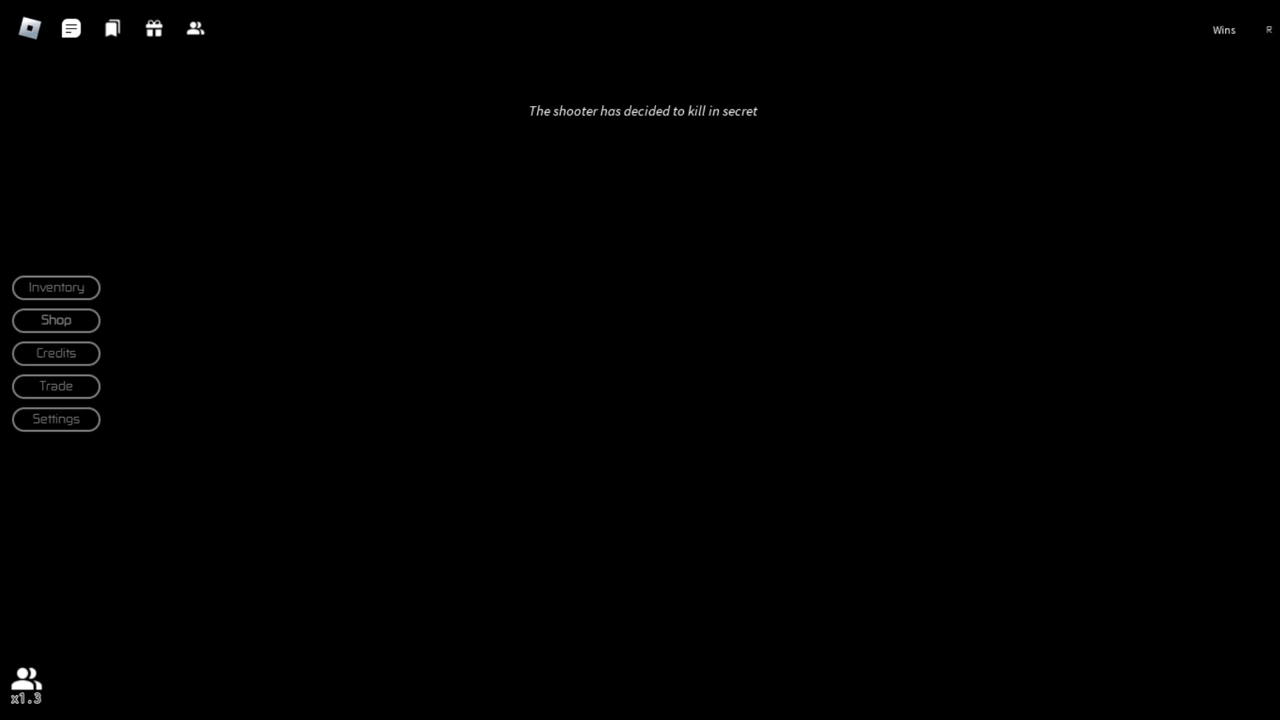 Wins
R
The shooter has decided to kill in secret
Inventory
Shop
Credits
Trade
Settings
x1.3